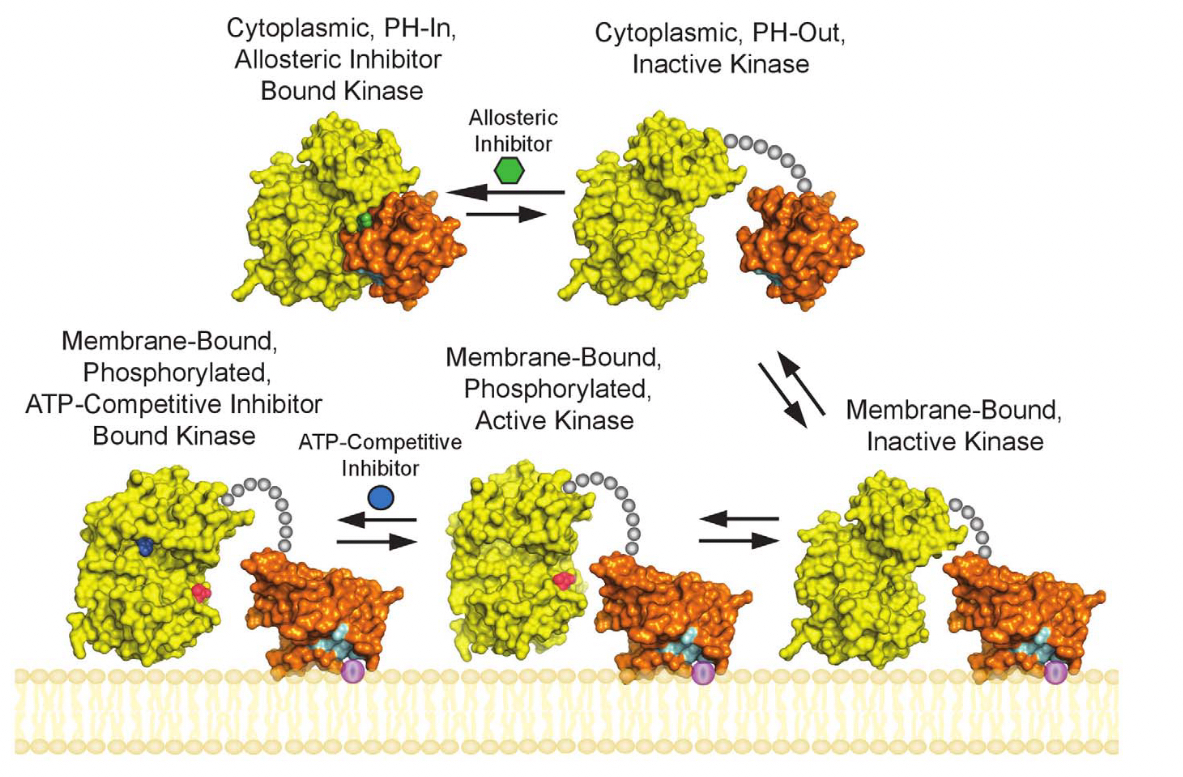 Cytoplasmic, PH-In,
Allosteric Inhibitor
Bound Kinase
Cytoplasmic, PH-Out,
Inactive Kinase
Allosteric
Inhibitor
Membrane-Bound,
Phosphorylated,
ATP-Competitive Inhibitor
Bound Kinase
ATP-Competitive
Inhibitor
Membrane-Bound,
Phosphorylated,
Active Kinase
Membrane-Bound,
Inactive Kinase